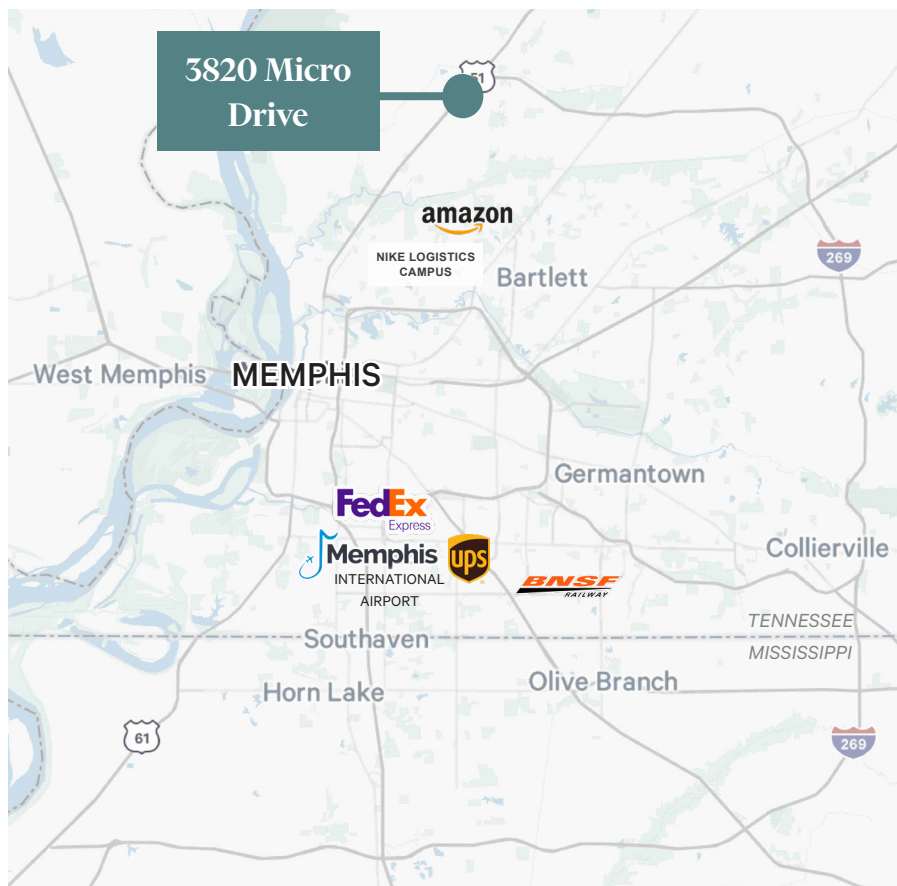 3820 Micro
Drive
51
amazon
NIKE LOGISTICS
CAMPUS
Bartlett
269
West Memphis
MEMPHIS
Germantown
FedEx
Express
Memphis
INTERNATIONAL
AIRPORT
ups
BNSF
RAILWAY
Collierville
TENNESSEE
MISSISSIPPI
Southaven
Horn Lake
Olive Branch
61
269